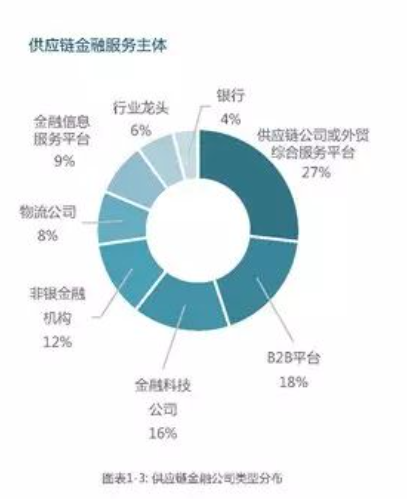 供应链金融服务主体
银行
4%
供应链公司或外贸
综合服务平台
27%
B2B平台
18%
金融科技
公司
16%
非银金融
机构
12%
物流公司
8%
金融信息
服务平台
9%
行业龙头
6%
图表1-3: 供应链金融公司类型分布